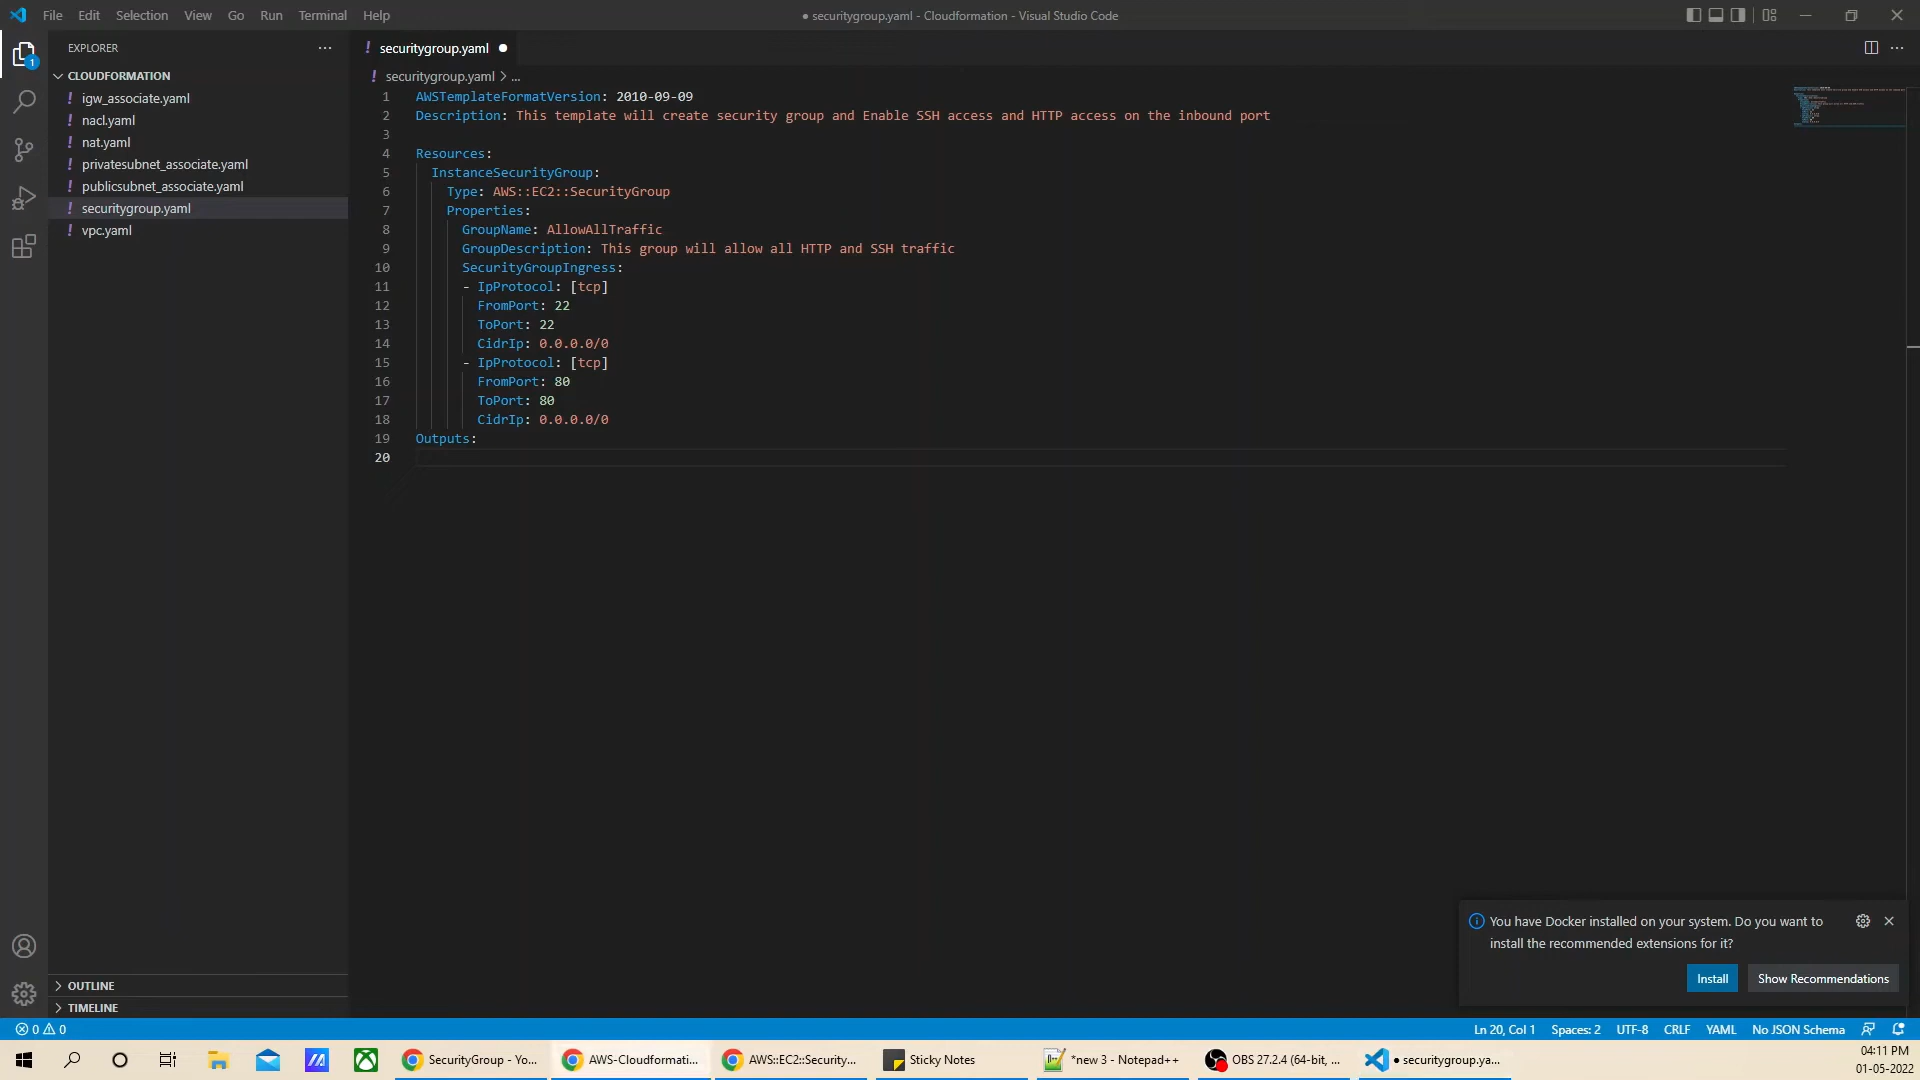 File Edit Selection View Go Run Terminal Help
● securitygroup.yaml - Cloudformation - Visual Studio Code
EXPLORER
CLOUDFORMATION
! igw_associate.yaml
! nacl.yaml
! nat.yaml
! privatesubnet_associate.yaml
! publicsubnet_associate.yaml
! securitygroup.yaml
! vpc.yaml
OUTLINE
TIMELINE
1
! securitygroup.yaml ●
! securitygroup.yaml > ...
1 AWSTemplateFormatVersion: 2010-09-09
2 Description: This template will create security group and Enable SSH access and HTTP access on the inbound port
3
4 Resources:
5 InstanceSecurityGroup:
6 Type: AWS::EC2::SecurityGroup
7 Properties:
8 GroupName: AllowAllTraffic
9 GroupDescription: This group will allow all HTTP and SSH traffic
10 SecurityGroupIngress:
11 - IpProtocol: [tcp]
12 FromPort: 22
13 ToPort: 22
14 CidrIp: 0.0.0.0/0
15 - IpProtocol: [tcp]
16 FromPort: 80
17 ToPort: 80
18 CidrIp: 0.0.0.0/0
19 Outputs:
20
You have Docker installed on your system. Do you want to
install the recommended extensions for it?
Install Show Recommendations
0 0
Ln 20, Col 1 Spaces: 2 UTF-8 CRLF YAML No JSON Schema
SecurityGroup - Yo... AWS-Cloudformati... AWS::EC2::Security... Sticky Notes *new 3 - Notepad++ OBS 27.2.4 (64-bit, ... ● securitygroup.ya...
04:11 PM
01-05-2022